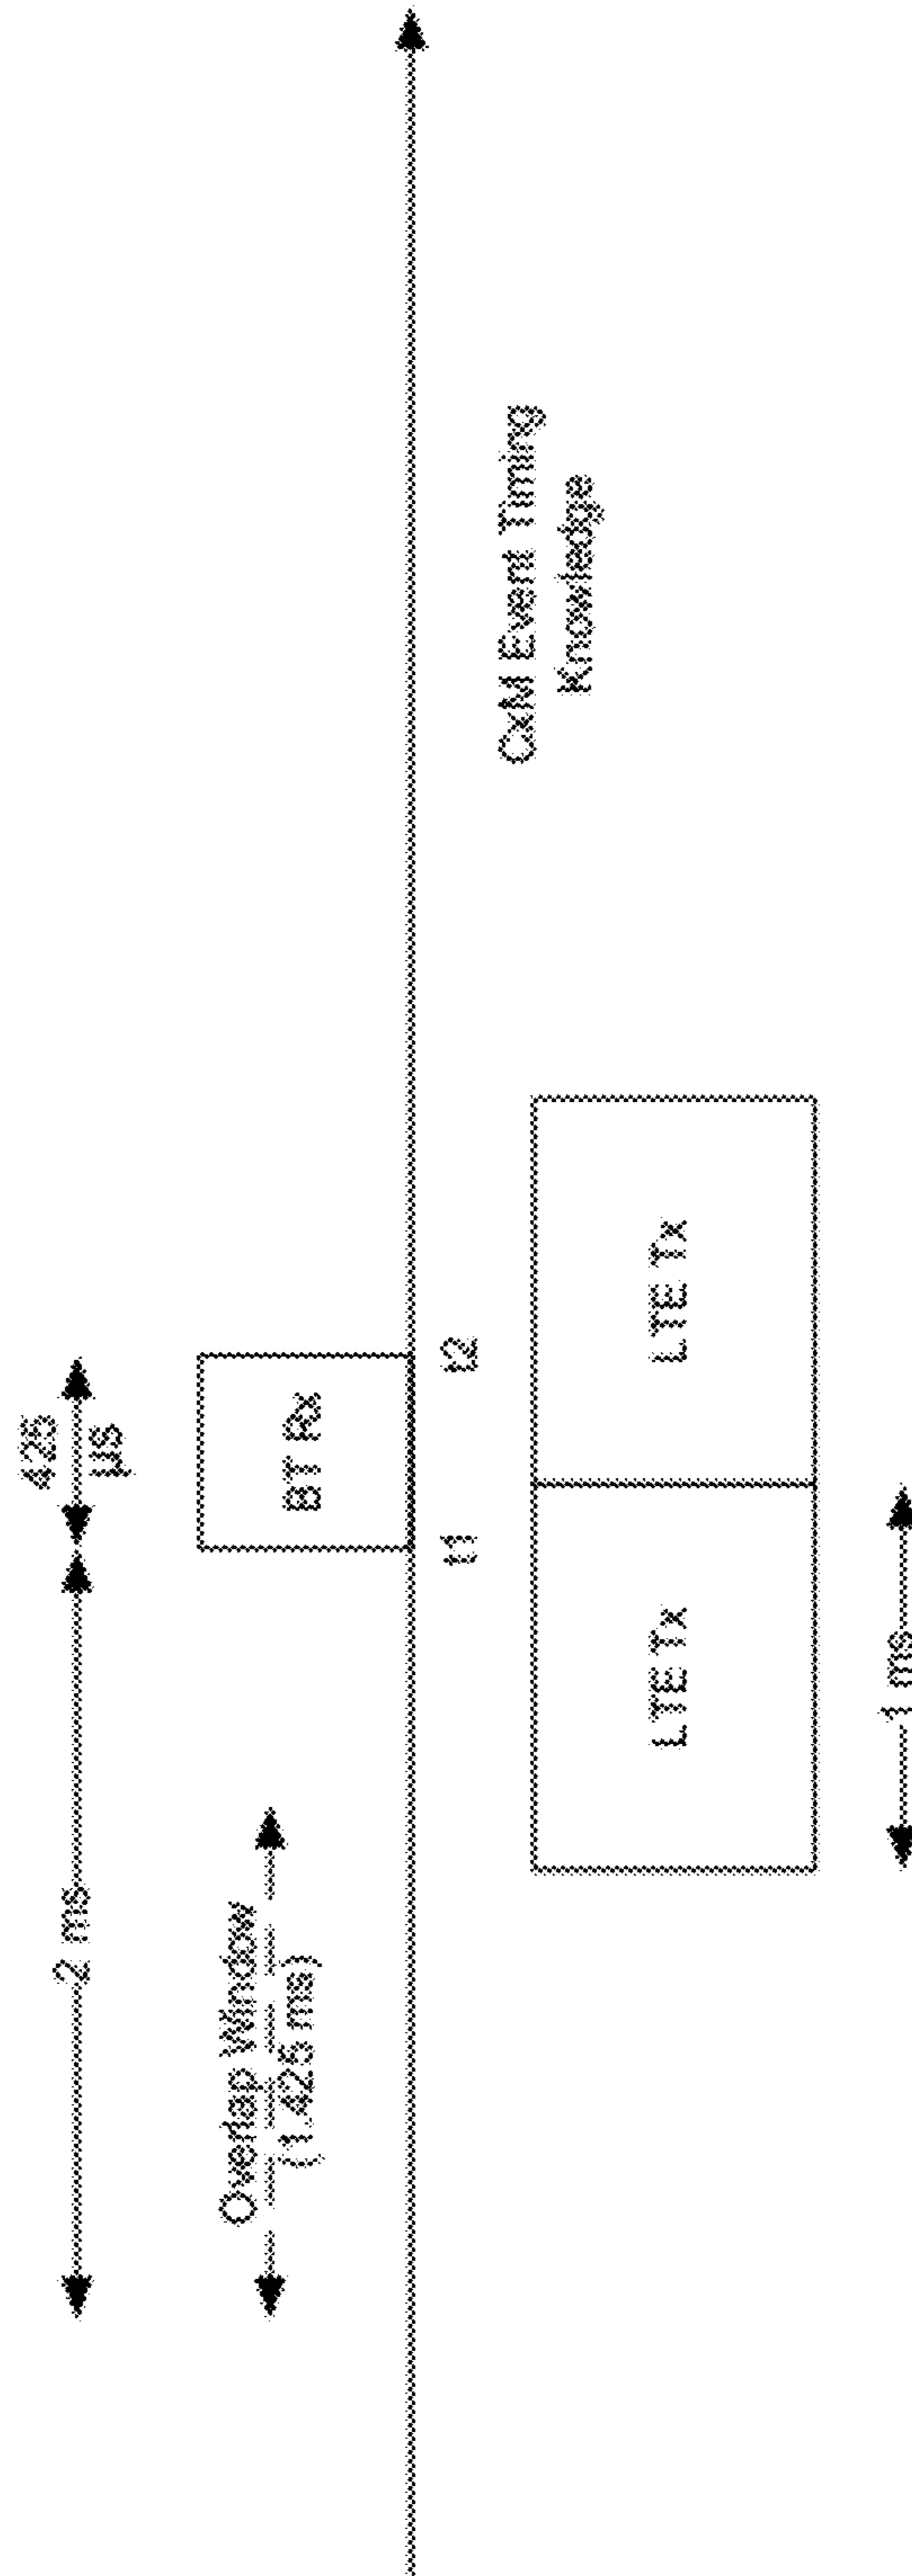 2 ms
425
µs
Overlap Window
(1.425 ms)
BT Rx
t1
t2
CxM Event Timing
Knowledge
LTE Tx
LTE Tx
1 ms